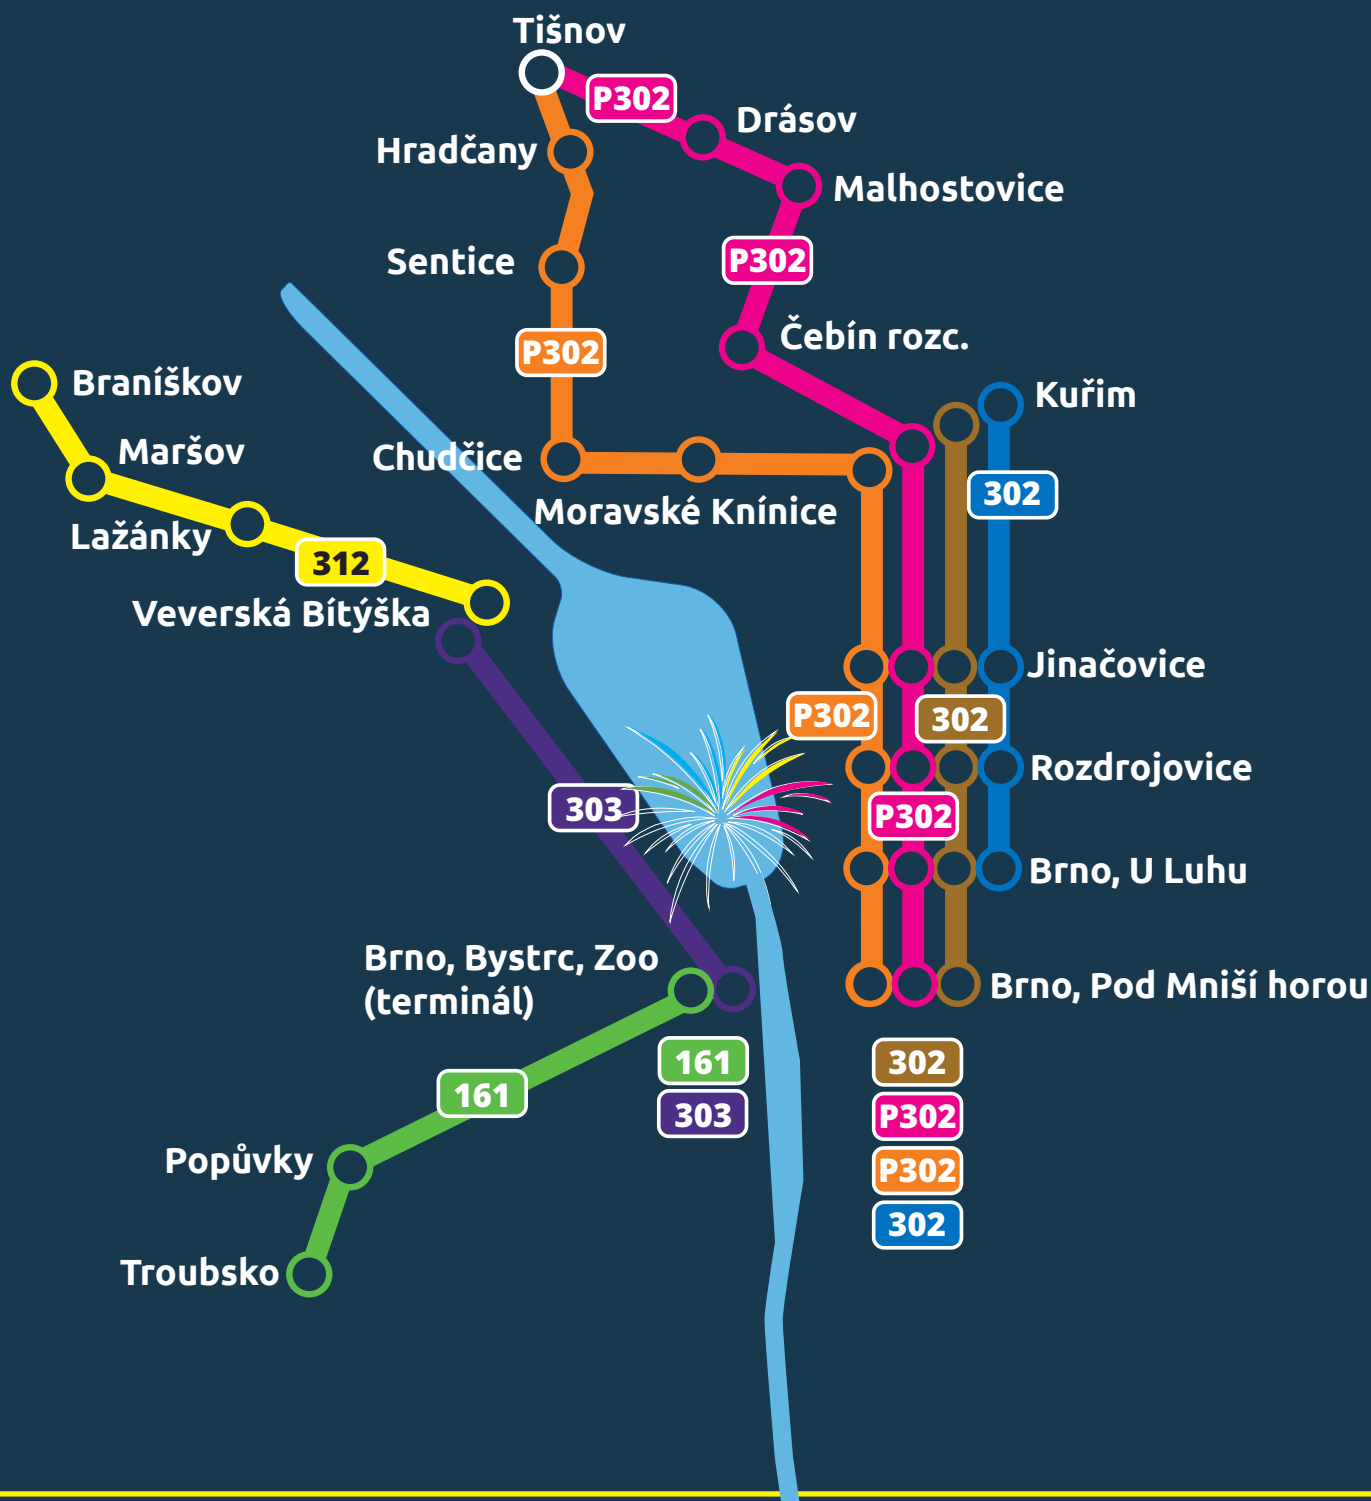 Tišnov
P302
Drásov
Hradčany
Malhostovice
P302
Sentice
Čebín rozc.
P302
Braníškov
Kuřim
Maršov
Chudčice
302
Moravské Knínice
Lažánky
312
Veverská Bítýška
Jinačovice
P302
302
Rozdrojovice
303
P302
Brno, U Luhu
Brno, Bystrc, Zoo
(terminál)
Brno, Pod Mniší horou
161
302
161
303
P302
Popůvky
P302
302
Troubsko